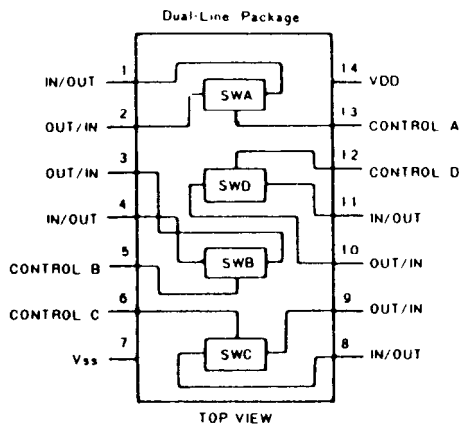 Dual-Line Package
IN/OUT 1
14 VDD
SWA
OUT/IN 2
13 CONTROL A
OUT/IN 3
12 CONTROL D
SWD
IN/OUT 4
11 IN/OUT
CONTROL B 5
SWB
10 OUT/IN
CONTROL C 6
9 OUT/IN
Vss 7
SWC
8 IN/OUT
TOP VIEW